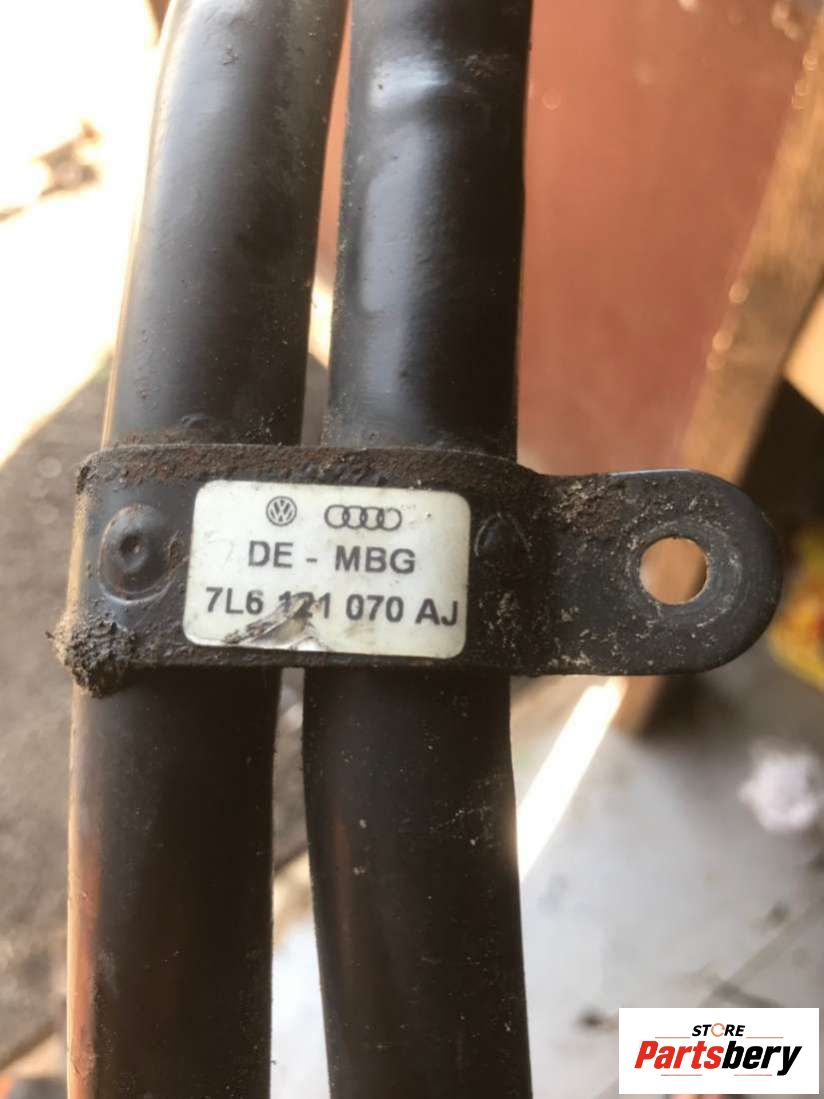 DE - MBG
7L6 121 070 AJ
STORE
Partsbery